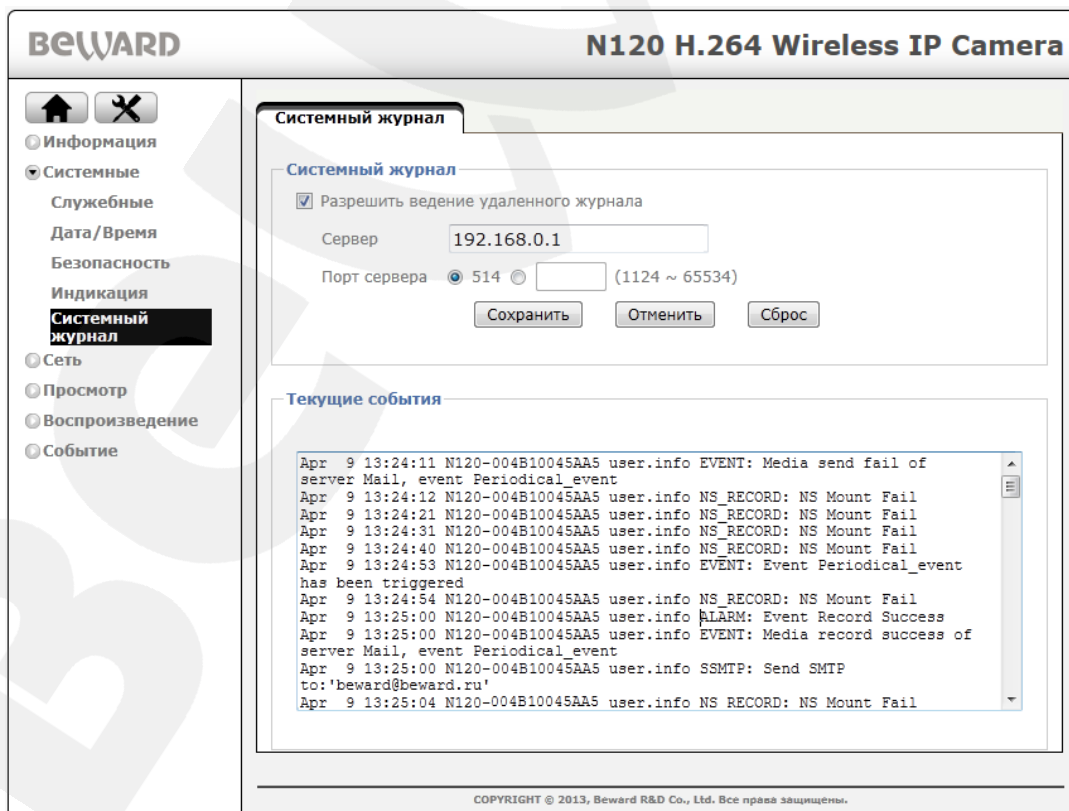 BEWARD
N120 H.264 Wireless IP Camera
Информация
Системные
Служебные
Дата/Время
Безопасность
Индикация
Системный
журнал
Сеть
Просмотр
Воспроизведение
Событие
Системный журнал
Системный журнал
Разрешить ведение удаленного журнала
Сервер 192.168.0.1
Порт сервера 514 (1124 ~ 65534)
Сохранить Отменить Сброс
Текущие события
Apr 9 13:24:11 N120-004B10045AA5 user.info EVENT: Media send fail of
server Mail, event Periodical_event
Apr 9 13:24:12 N120-004B10045AA5 user.info NS_RECORD: NS Mount Fail
Apr 9 13:24:21 N120-004B10045AA5 user.info NS_RECORD: NS Mount Fail
Apr 9 13:24:31 N120-004B10045AA5 user.info NS_RECORD: NS Mount Fail
Apr 9 13:24:40 N120-004B10045AA5 user.info NS_RECORD: NS Mount Fail
Apr 9 13:24:53 N120-004B10045AA5 user.info EVENT: Event Periodical_event
has been triggered
Apr 9 13:24:54 N120-004B10045AA5 user.info NS_RECORD: NS Mount Fail
Apr 9 13:25:00 N120-004B10045AA5 user.info ALARM: Event Record Success
Apr 9 13:25:00 N120-004B10045AA5 user.info EVENT: Media record success of
server Mail, event Periodical_event
Apr 9 13:25:00 N120-004B10045AA5 user.info SSMTP: Send SMTP
to:'beward@beward.ru'
Apr 9 13:25:04 N120-004B10045AA5 user.info NS_RECORD: NS Mount Fail
COPYRIGHT © 2013, Beward R&D Co., Ltd. Все права защищены.